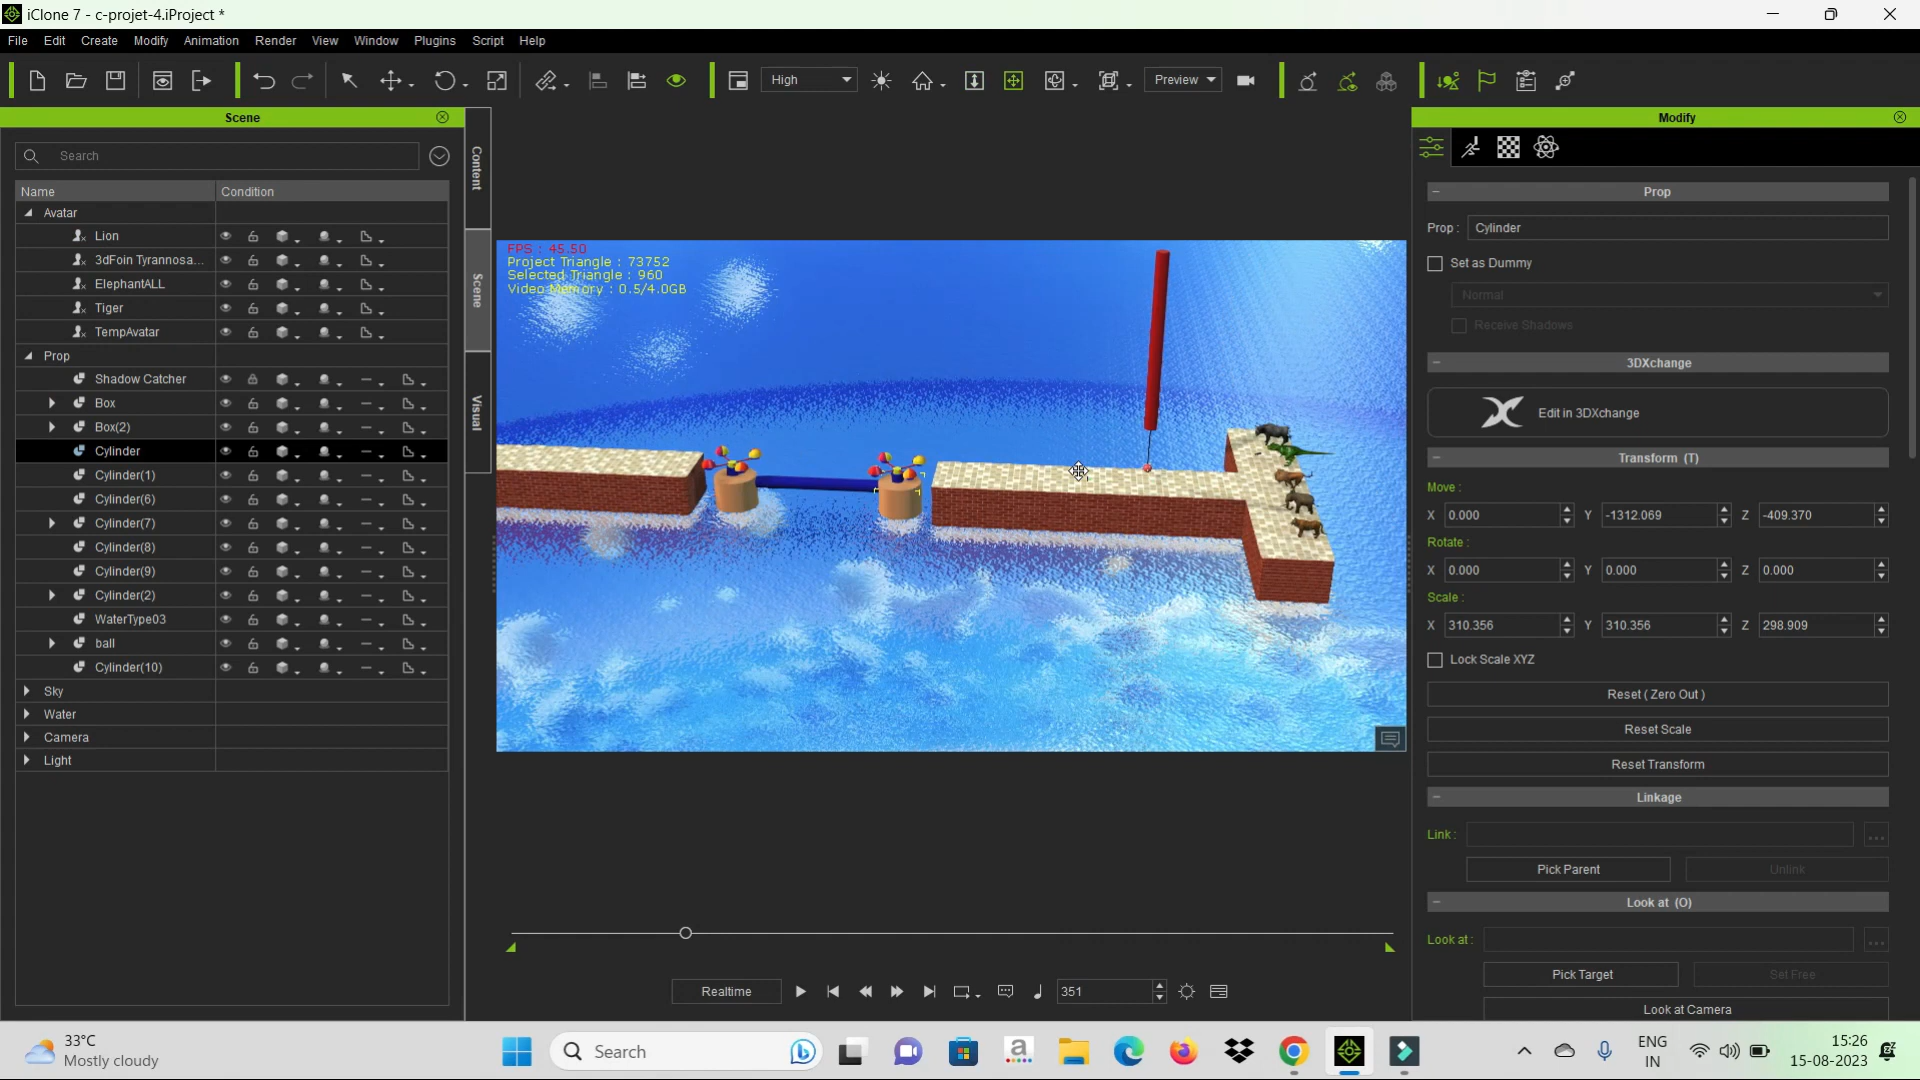 iClone 7 - c-projet-4.iProject *
File Edit Create Modify Animation Render View Window Plugins Script Help
High Preview
Scene
Search
Name Condition
Avatar
Lion
3dFoin Tyrannosa...
ElephantALL
Tiger
TempAvatar
Prop
Shadow Catcher
Box
Box(2)
Cylinder
Cylinder(1)
Cylinder(6)
Cylinder(7)
Cylinder(8)
Cylinder(9)
Cylinder(2)
WaterType03
ball
Cylinder(10)
Sky
Water
Camera
Light
Content
Scene
Visual
FPS : 45.50
Project Triangle : 73752
Selected Triangle : 960
Video Memory : 0.5/4.0GB
Realtime 351
Modify
Prop
Prop : Cylinder
Set as Dummy
Normal
Receive Shadows
3DXchange
Edit in 3DXchange
Transform (T)
Move :
X 0.000 Y -1312.069 Z -409.370
Rotate :
X 0.000 Y 0.000 Z 0.000
Scale :
X 310.356 Y 310.356 Z 298.909
Lock Scale XYZ
Reset ( Zero Out )
Reset Scale
Reset Transform
Linkage
Link :
...
Pick Parent Unlink
Look at (O)
Look at :
...
Pick Target Set Free
Look at Camera
33°C
Mostly cloudy
Search
a
ENG
IN
15:26
15-08-2023